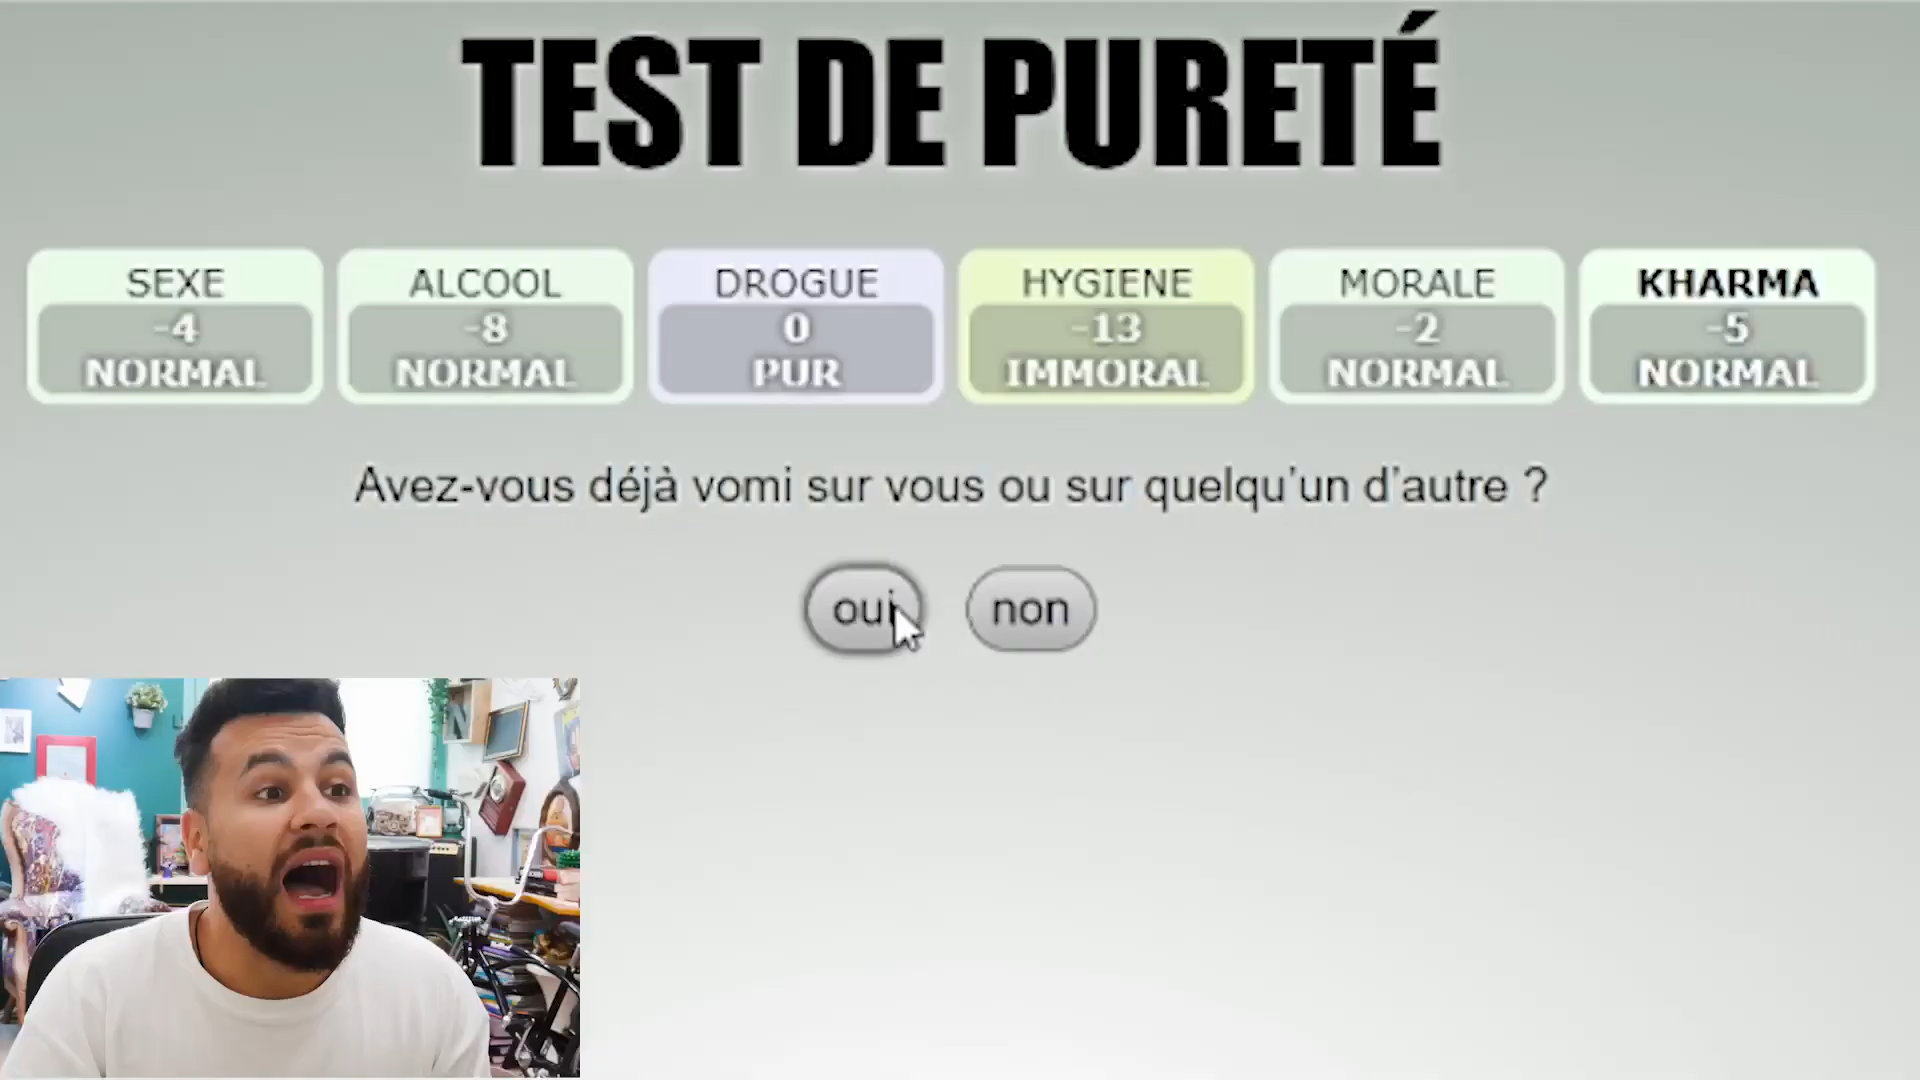 TEST DE PURETÉ
SEXE
-4
NORMAL
ALCOOL
-8
NORMAL
DROGUE
0
PUR
HYGIENE
-13
IMMORAL
MORALE
-2
NORMAL
KHARMA
-5
NORMAL
Avez-vous déjà vomi sur vous ou sur quelqu'un d'autre ?
oui
non
N